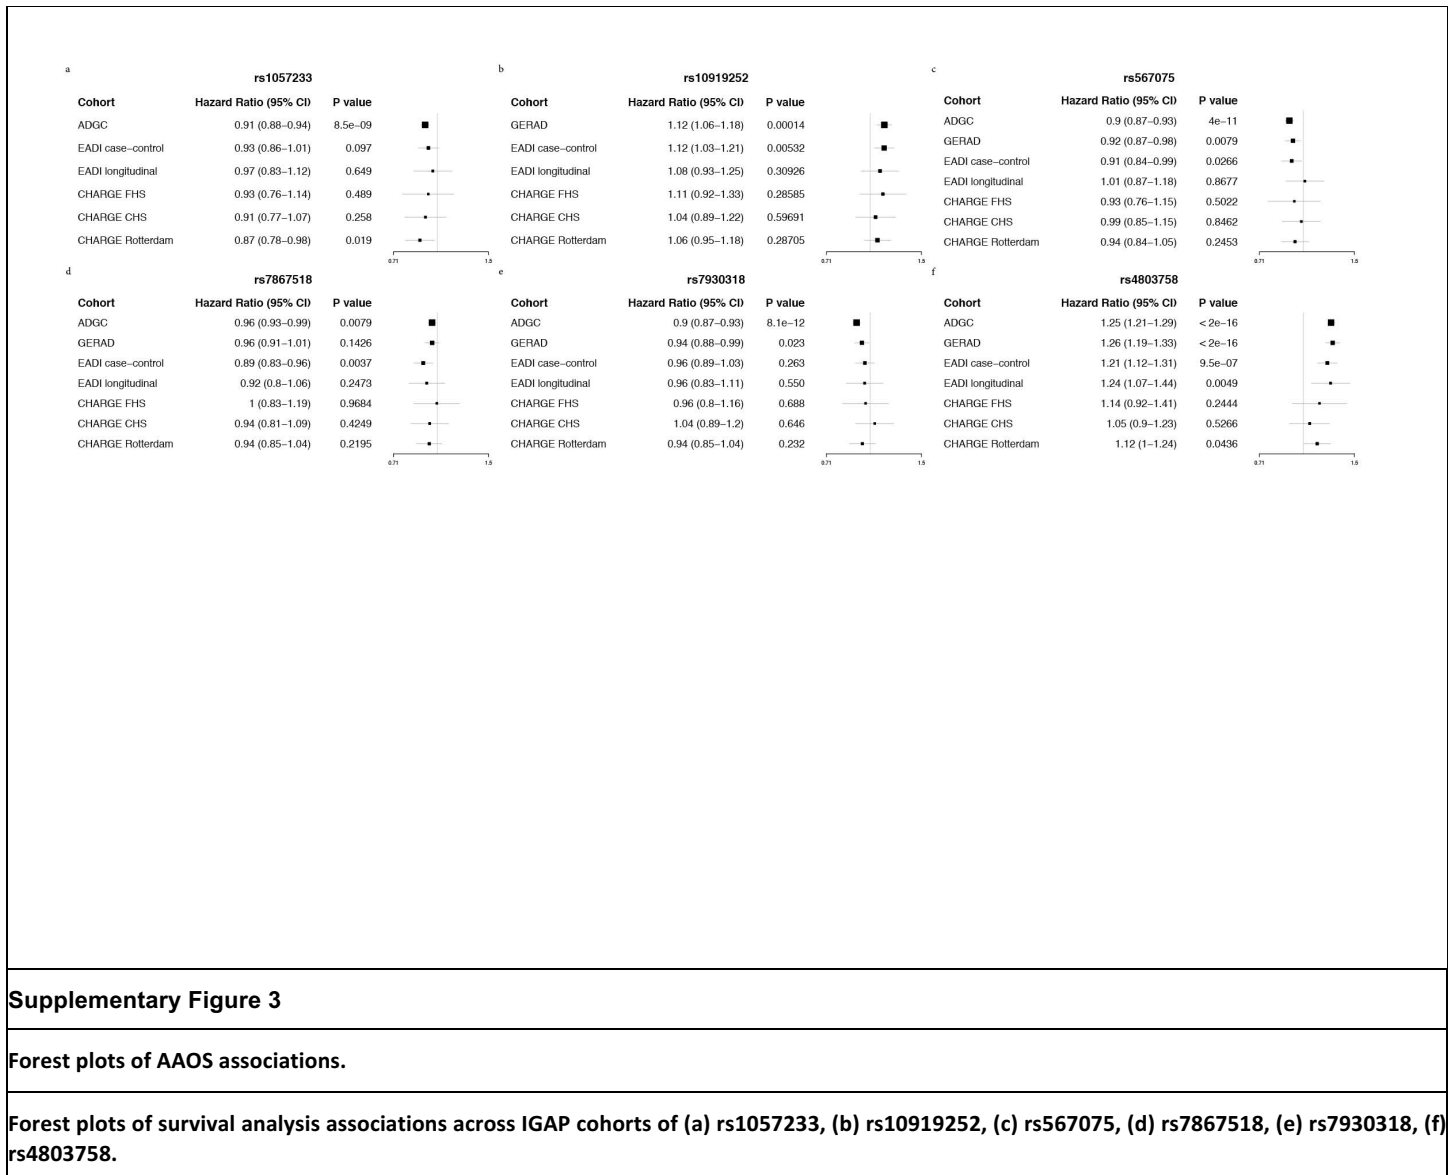 a
rs1057233
Cohort Hazard Ratio (95% CI) P value
ADGC 0.91 (0.88–0.94) 8.5e−09
EADI case−control 0.93 (0.86–1.01) 0.097
EADI longitudinal 0.97 (0.83–1.12) 0.649
CHARGE FHS 0.93 (0.76–1.14) 0.489
CHARGE CHS 0.91 (0.77–1.07) 0.258
CHARGE Rotterdam 0.87 (0.78–0.98) 0.019
0.71 1.5
b
rs10919252
Cohort Hazard Ratio (95% CI) P value
GERAD 1.12 (1.06–1.18) 0.00014
EADI case−control 1.12 (1.03–1.21) 0.00532
EADI longitudinal 1.08 (0.93–1.25) 0.30926
CHARGE FHS 1.11 (0.92–1.33) 0.28585
CHARGE CHS 1.04 (0.89–1.22) 0.59691
CHARGE Rotterdam 1.06 (0.95–1.18) 0.28705
0.71 1.5
c
rs567075
Cohort Hazard Ratio (95% CI) P value
ADGC 0.9 (0.87–0.93) 4e−11
GERAD 0.92 (0.87–0.98) 0.0079
EADI case−control 0.91 (0.84–0.99) 0.0266
EADI longitudinal 1.01 (0.87–1.18) 0.8677
CHARGE FHS 0.93 (0.76–1.15) 0.5022
CHARGE CHS 0.99 (0.85–1.15) 0.8462
CHARGE Rotterdam 0.94 (0.84–1.05) 0.2453
0.71 1.5
d
rs7867518
Cohort Hazard Ratio (95% CI) P value
ADGC 0.96 (0.93–0.99) 0.0079
GERAD 0.96 (0.91–1.01) 0.1426
EADI case−control 0.89 (0.83–0.96) 0.0037
EADI longitudinal 0.92 (0.8–1.06) 0.2473
CHARGE FHS 1 (0.83–1.19) 0.9684
CHARGE CHS 0.94 (0.81–1.09) 0.4249
CHARGE Rotterdam 0.94 (0.85–1.04) 0.2195
0.71 1.5
e
rs7930318
Cohort Hazard Ratio (95% CI) P value
ADGC 0.9 (0.87–0.93) 8.1e−12
GERAD 0.94 (0.88–0.99) 0.023
EADI case−control 0.96 (0.89–1.03) 0.263
EADI longitudinal 0.96 (0.83–1.11) 0.550
CHARGE FHS 0.96 (0.8–1.16) 0.688
CHARGE CHS 1.04 (0.89–1.2) 0.646
CHARGE Rotterdam 0.94 (0.85–1.04) 0.232
0.71 1.5
f
rs4803758
Cohort Hazard Ratio (95% CI) P value
ADGC 1.25 (1.21–1.29) < 2e−16
GERAD 1.26 (1.19–1.33) < 2e−16
EADI case−control 1.21 (1.12–1.31) 9.5e−07
EADI longitudinal 1.24 (1.07–1.44) 0.0049
CHARGE FHS 1.14 (0.92–1.41) 0.2444
CHARGE CHS 1.05 (0.9–1.23) 0.5266
CHARGE Rotterdam 1.12 (1–1.24) 0.0436
0.71 1.5
Supplementary Figure 3
Forest plots of AAOS associations.
Forest plots of survival analysis associations across IGAP cohorts of (a) rs1057233, (b) rs10919252, (c) rs567075, (d) rs7867518, (e) rs7930318, (f)
rs4803758.